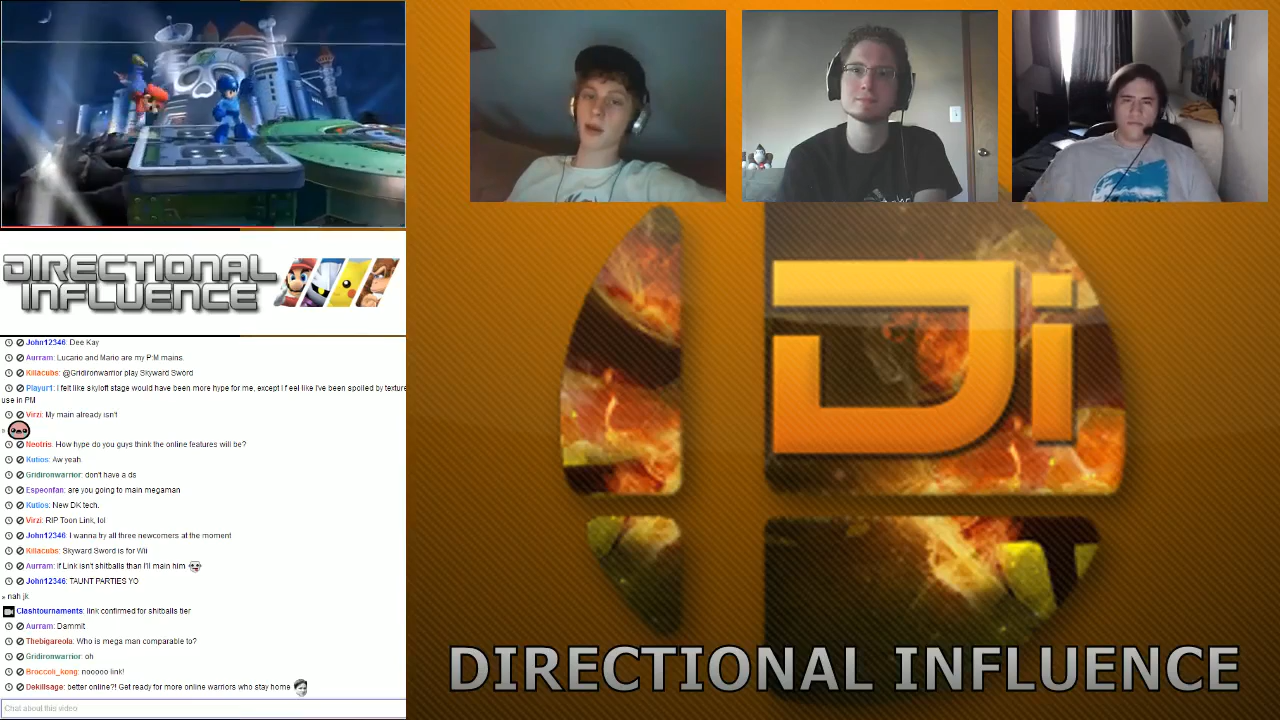 DIRECTIONAL
INFLUENCE
John12346: Dee Kay
Aurram: Lucario and Mario are my P:M mains.
Killacubs: @Gridironwarrior play Skyward Sword
Playur1: I felt like skyloft stage would have been more hype for me, except I feel like I've been spoiled by texture
use in PM
Virzi: My main already isn't
Neotris: How hype do you guys think the online features will be?
Kutios: Aw yeah
Gridironwarrior: don't have a ds
Espeonfan: are you going to main megaman
Kutios: New DK tech.
Virzi: RIP Toon Link, lol
John12346: I wanna try all three newcomers at the moment
Killacubs: Skyward Sword is for Wii
Aurram: if Link isn't shitballs than I'll main him
John12346: TAUNT PARTIES YO
» nah jk
Clashtournaments: link confirmed for shitballs tier
Aurram: Dammit
Thebigareola: Who is mega man comparable to?
Gridironwarrior: oh
Broccoli_kong: nooooo link!
Dekillsage: better online?! Get ready for more online warriors who stay home
Chat about this video
Di
DIRECTIONAL INFLUENCE